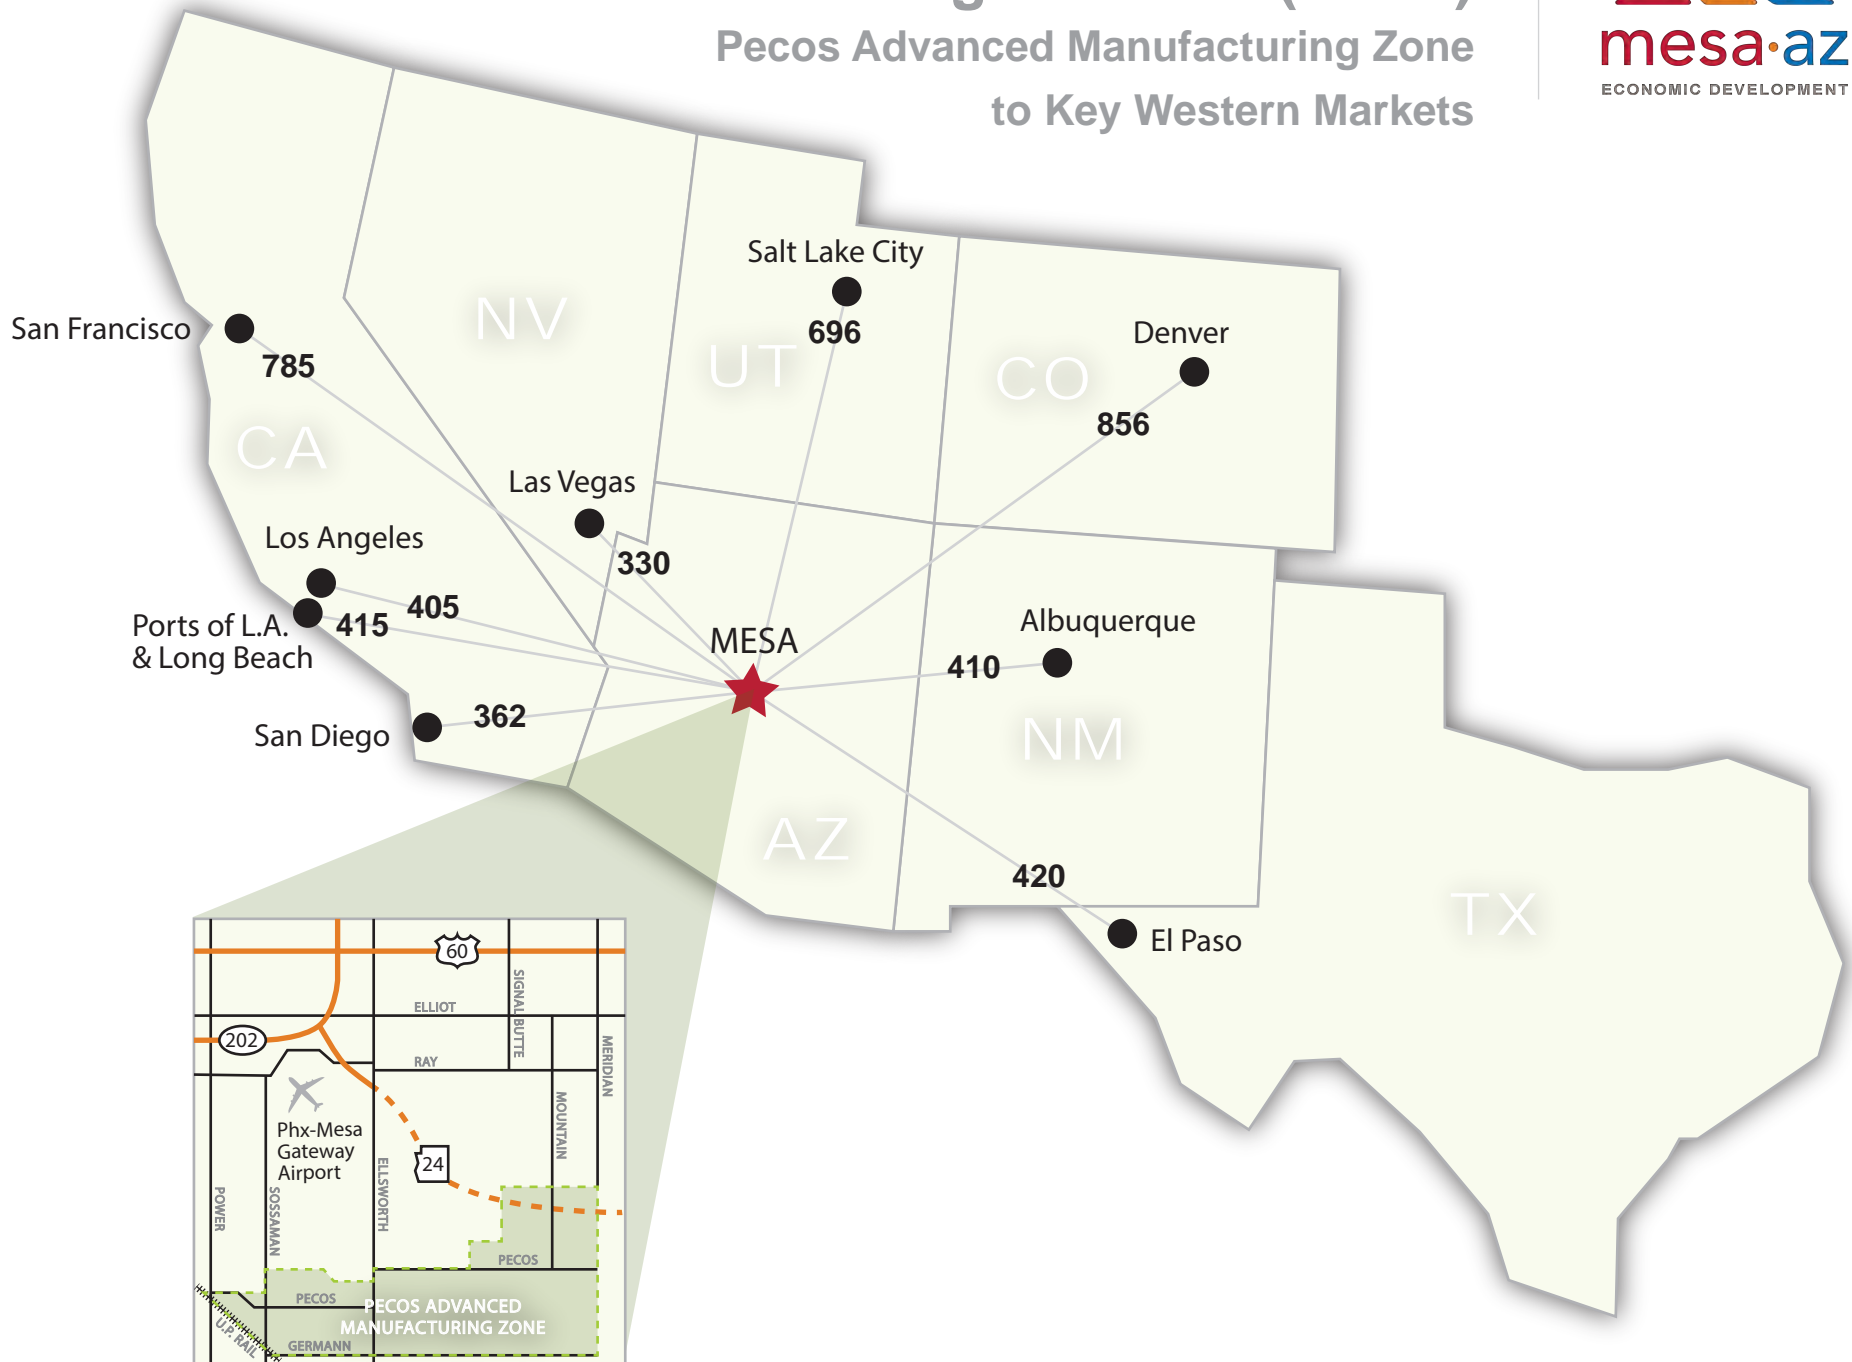 Pecos Advanced Manufacturing Zone
to Key Western Markets
mesa·az
ECONOMIC DEVELOPMENT
Salt Lake City
696
San Francisco
785
NV
UT
Denver
CO
856
CA
Las Vegas
330
Los Angeles
405
Ports of L.A.
& Long Beach
415
MESA
Albuquerque
410
San Diego
362
NM
AZ
420
El Paso
TX
60
ELLIOT
SIGNAL BUTTE
202
RAY
MERIDIAN
MOUNTAIN
Phx-Mesa
Gateway
Airport
24
POWER
SOSSAMAN
ELLSWORTH
PECOS
PECOS
PECOS ADVANCED
MANUFACTURING ZONE
U.P. RAIL
GERMANN